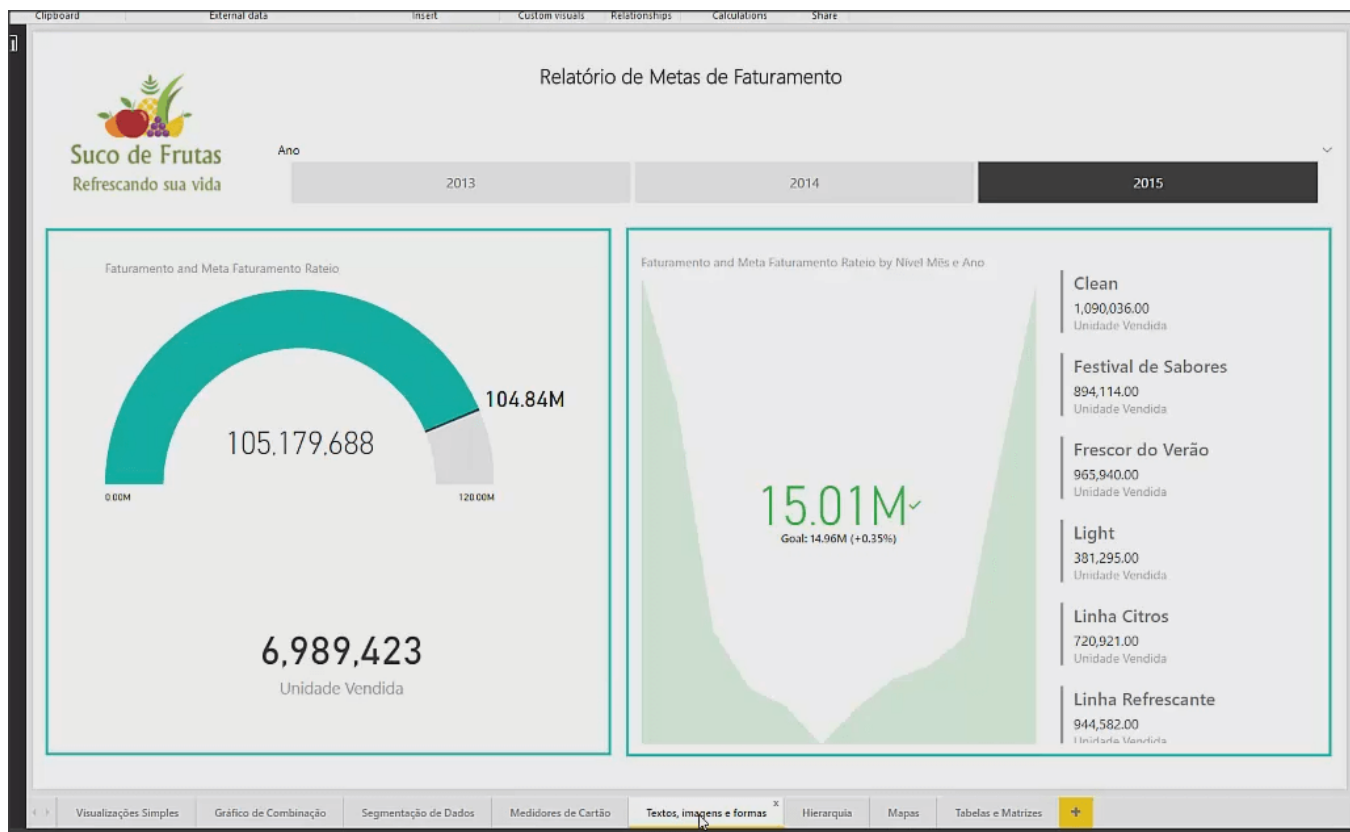 Clipboard
External data
Insert
Custom visuals
Relationships
Calculations
Share
Relatório de Metas de Faturamento
Suco de Frutas
Refrescando sua vida
Ano
2013
2014
2015
Faturamento and Meta Faturamento Rateio
104.84M
105,179,688
0.00M
120.00M
6,989,423
Unidade Vendida
Faturamento and Meta Faturamento Rateio by Nivel Mês e Ano
15.01M
Goal: 14.96M (+0.35%)
Clean
1,090,036.00
Unidade Vendida
Festival de Sabores
894,114.00
Unidade Vendida
Frescor do Verão
965,940.00
Unidade Vendida
Light
381,295.00
Unidade Vendida
Linha Citros
720,921.00
Unidade Vendida
Linha Refrescante
944,582.00
Unidade Vendida
Visualizações Simples
Gráfico de Combinação
Segmentação de Dados
Medidores de Cartão
Textos, imagens e formas
Hierarquia
Mapas
Tabelas e Matrizes